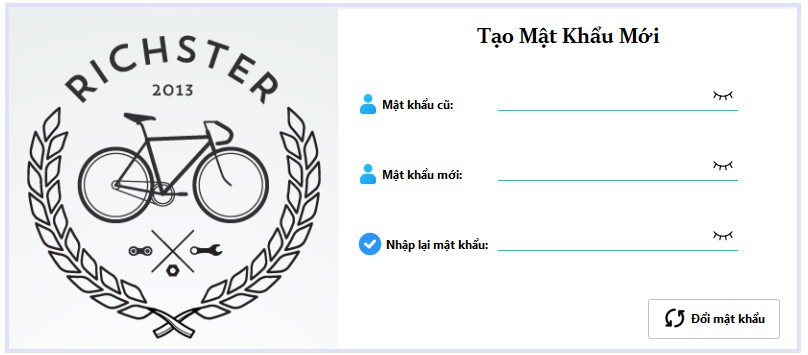 RICHSTER
2013
Tạo Mật Khẩu Mới
Mật khẩu cũ:
Mật khẩu mới:
Nhập lại mật khẩu:
Đổi mật khẩu